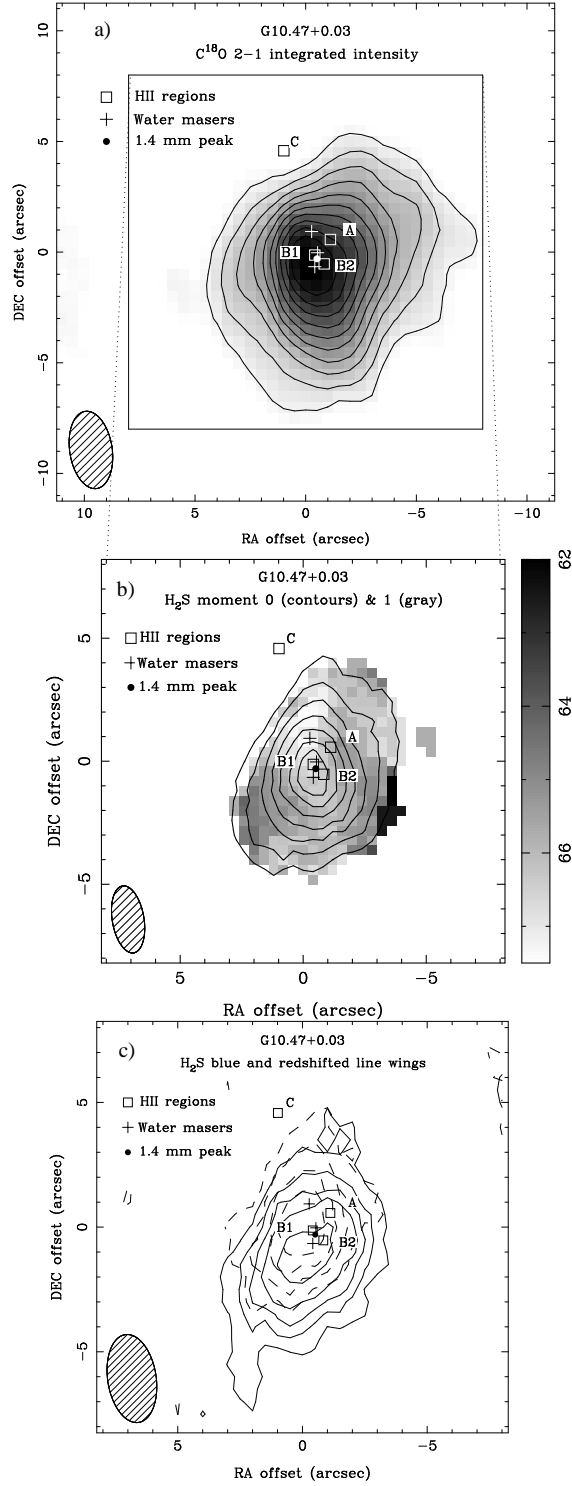 a)
G10.47+0.03
C¹⁸O 2−1 integrated intensity
HII regions
Water masers
1.4 mm peak
C
A
B1
B2
10
5
0
−5
−10
DEC offset (arcsec)
10 5 0 −5 −10
RA offset (arcsec)
b)
G10.47+0.03
H₂S moment 0 (contours) & 1 (gray)
HII regions
Water masers
1.4 mm peak
C
A
B1
B2
5
0
−5
DEC offset (arcsec)
5 0 −5
RA offset (arcsec)
62
64
66
c)
G10.47+0.03
H₂S blue and redshifted line wings
HII regions
Water masers
1.4 mm peak
C
A
B1
B2
5
0
−5
DEC offset (arcsec)
5 0 −5
RA offset (arcsec)